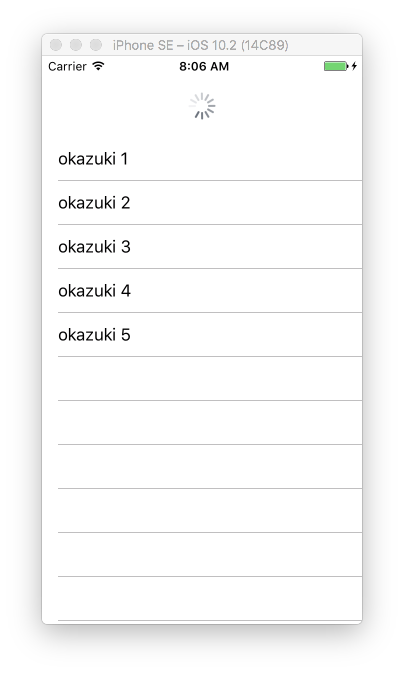 iPhone SE – iOS 10.2 (14C89)
Carrier 8:06 AM
okazuki 1
okazuki 2
okazuki 3
okazuki 4
okazuki 5